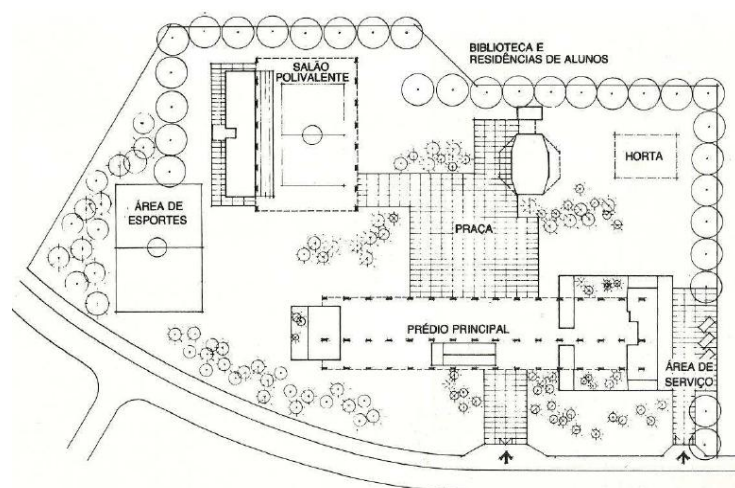 BIBLIOTECA E
RESIDÊNCIAS DE ALUNOS
SALÃO
POLIVALENTE
HORTA
ÁREA DE
ESPORTES
PRAÇA
PRÉDIO PRINCIPAL
ÁREA DE
SERVIÇO